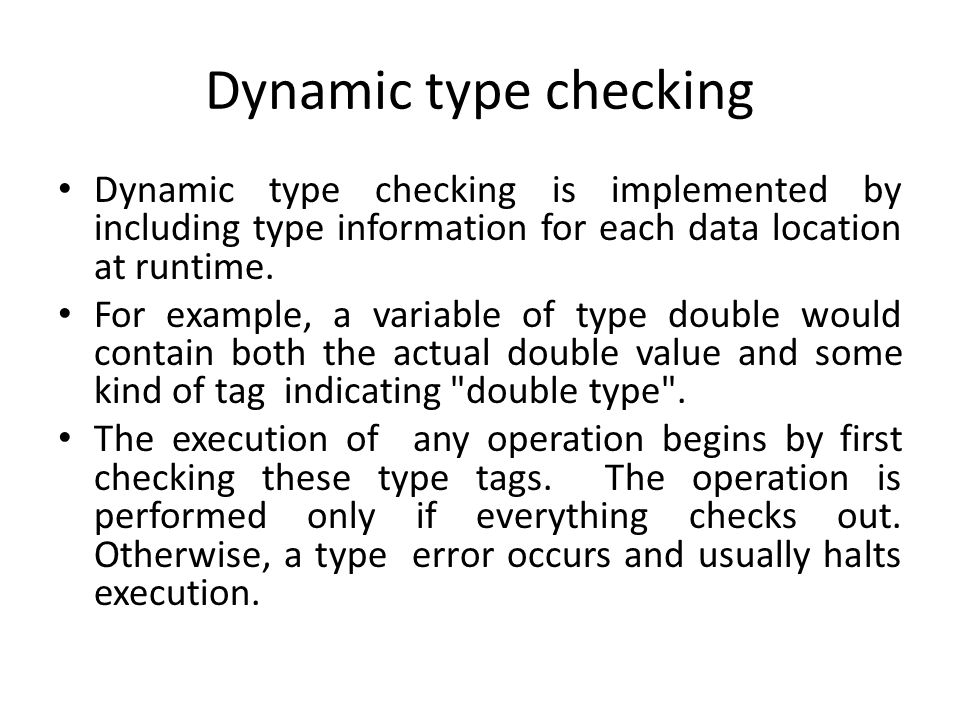 Dynamic type checking
• Dynamic type checking is implemented by
including type information for each data location
at runtime.
• For example, a variable of type double would
contain both the actual double value and some
kind of tag  indicating "double type".
• The execution of  any operation begins by first
checking these type tags.  The operation is
performed only if everything checks out.
Otherwise, a type  error occurs and usually halts
execution.